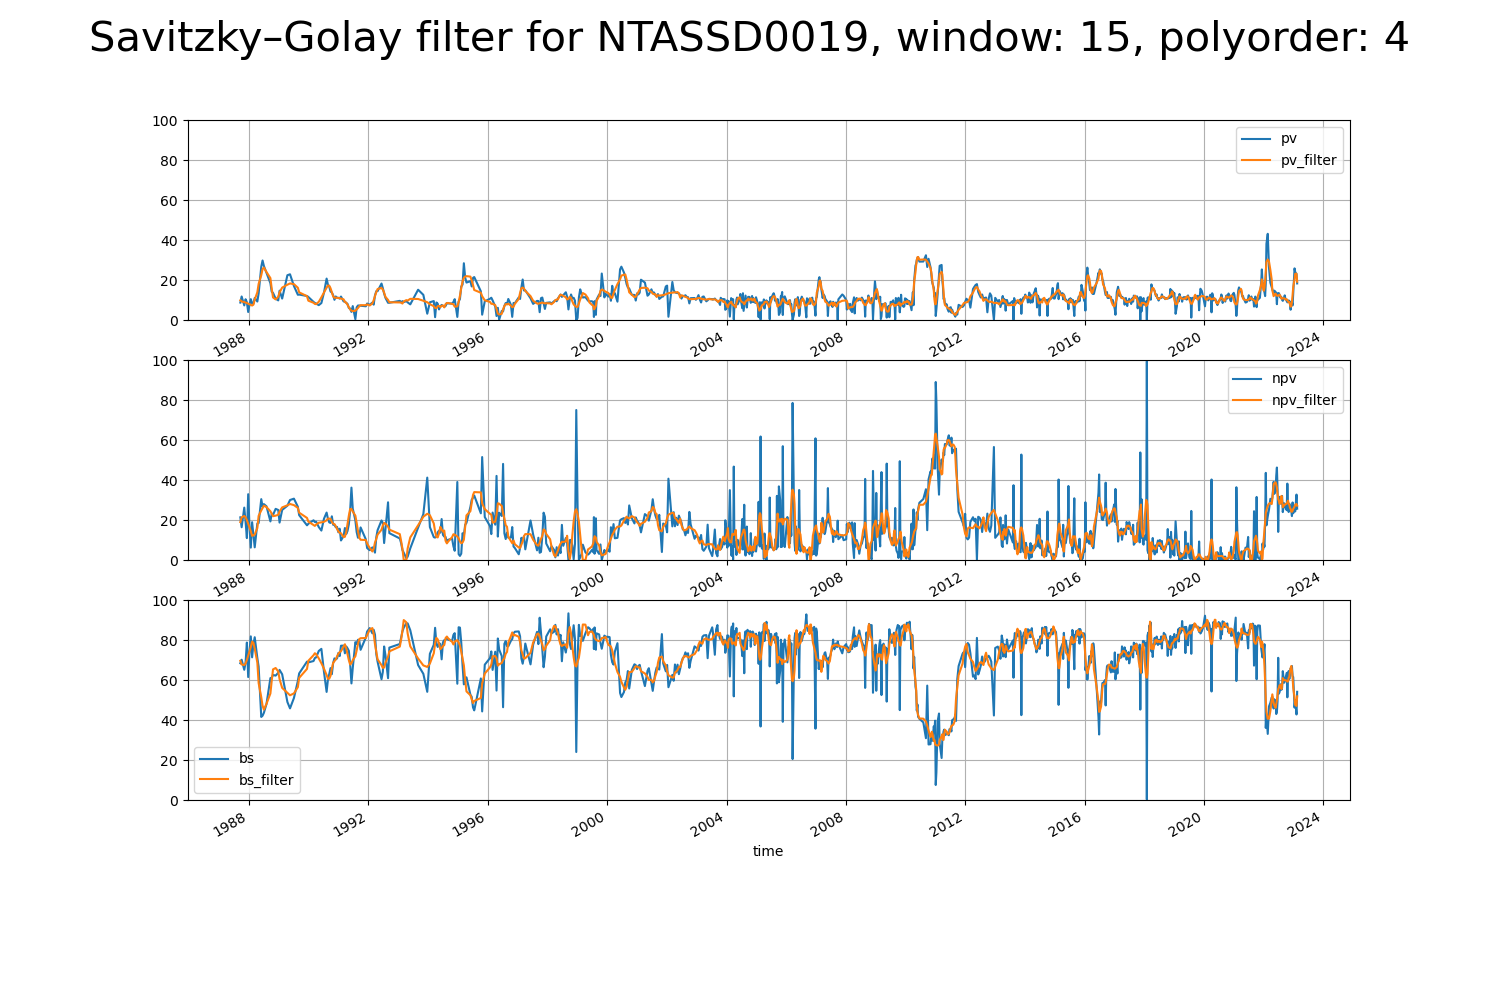 Savitzky–Golay filter for NTASSD0019, window: 15, polyorder: 4
100
80
60
40
20
0
pv
pv_filter
1988 1992 1996 2000 2004 2008 2012 2016 2020 2024
100
80
60
40
20
0
npv
npv_filter
1988 1992 1996 2000 2004 2008 2012 2016 2020 2024
100
80
60
40
20
0
bs
bs_filter
1988 1992 1996 2000 2004 2008 2012 2016 2020 2024
time